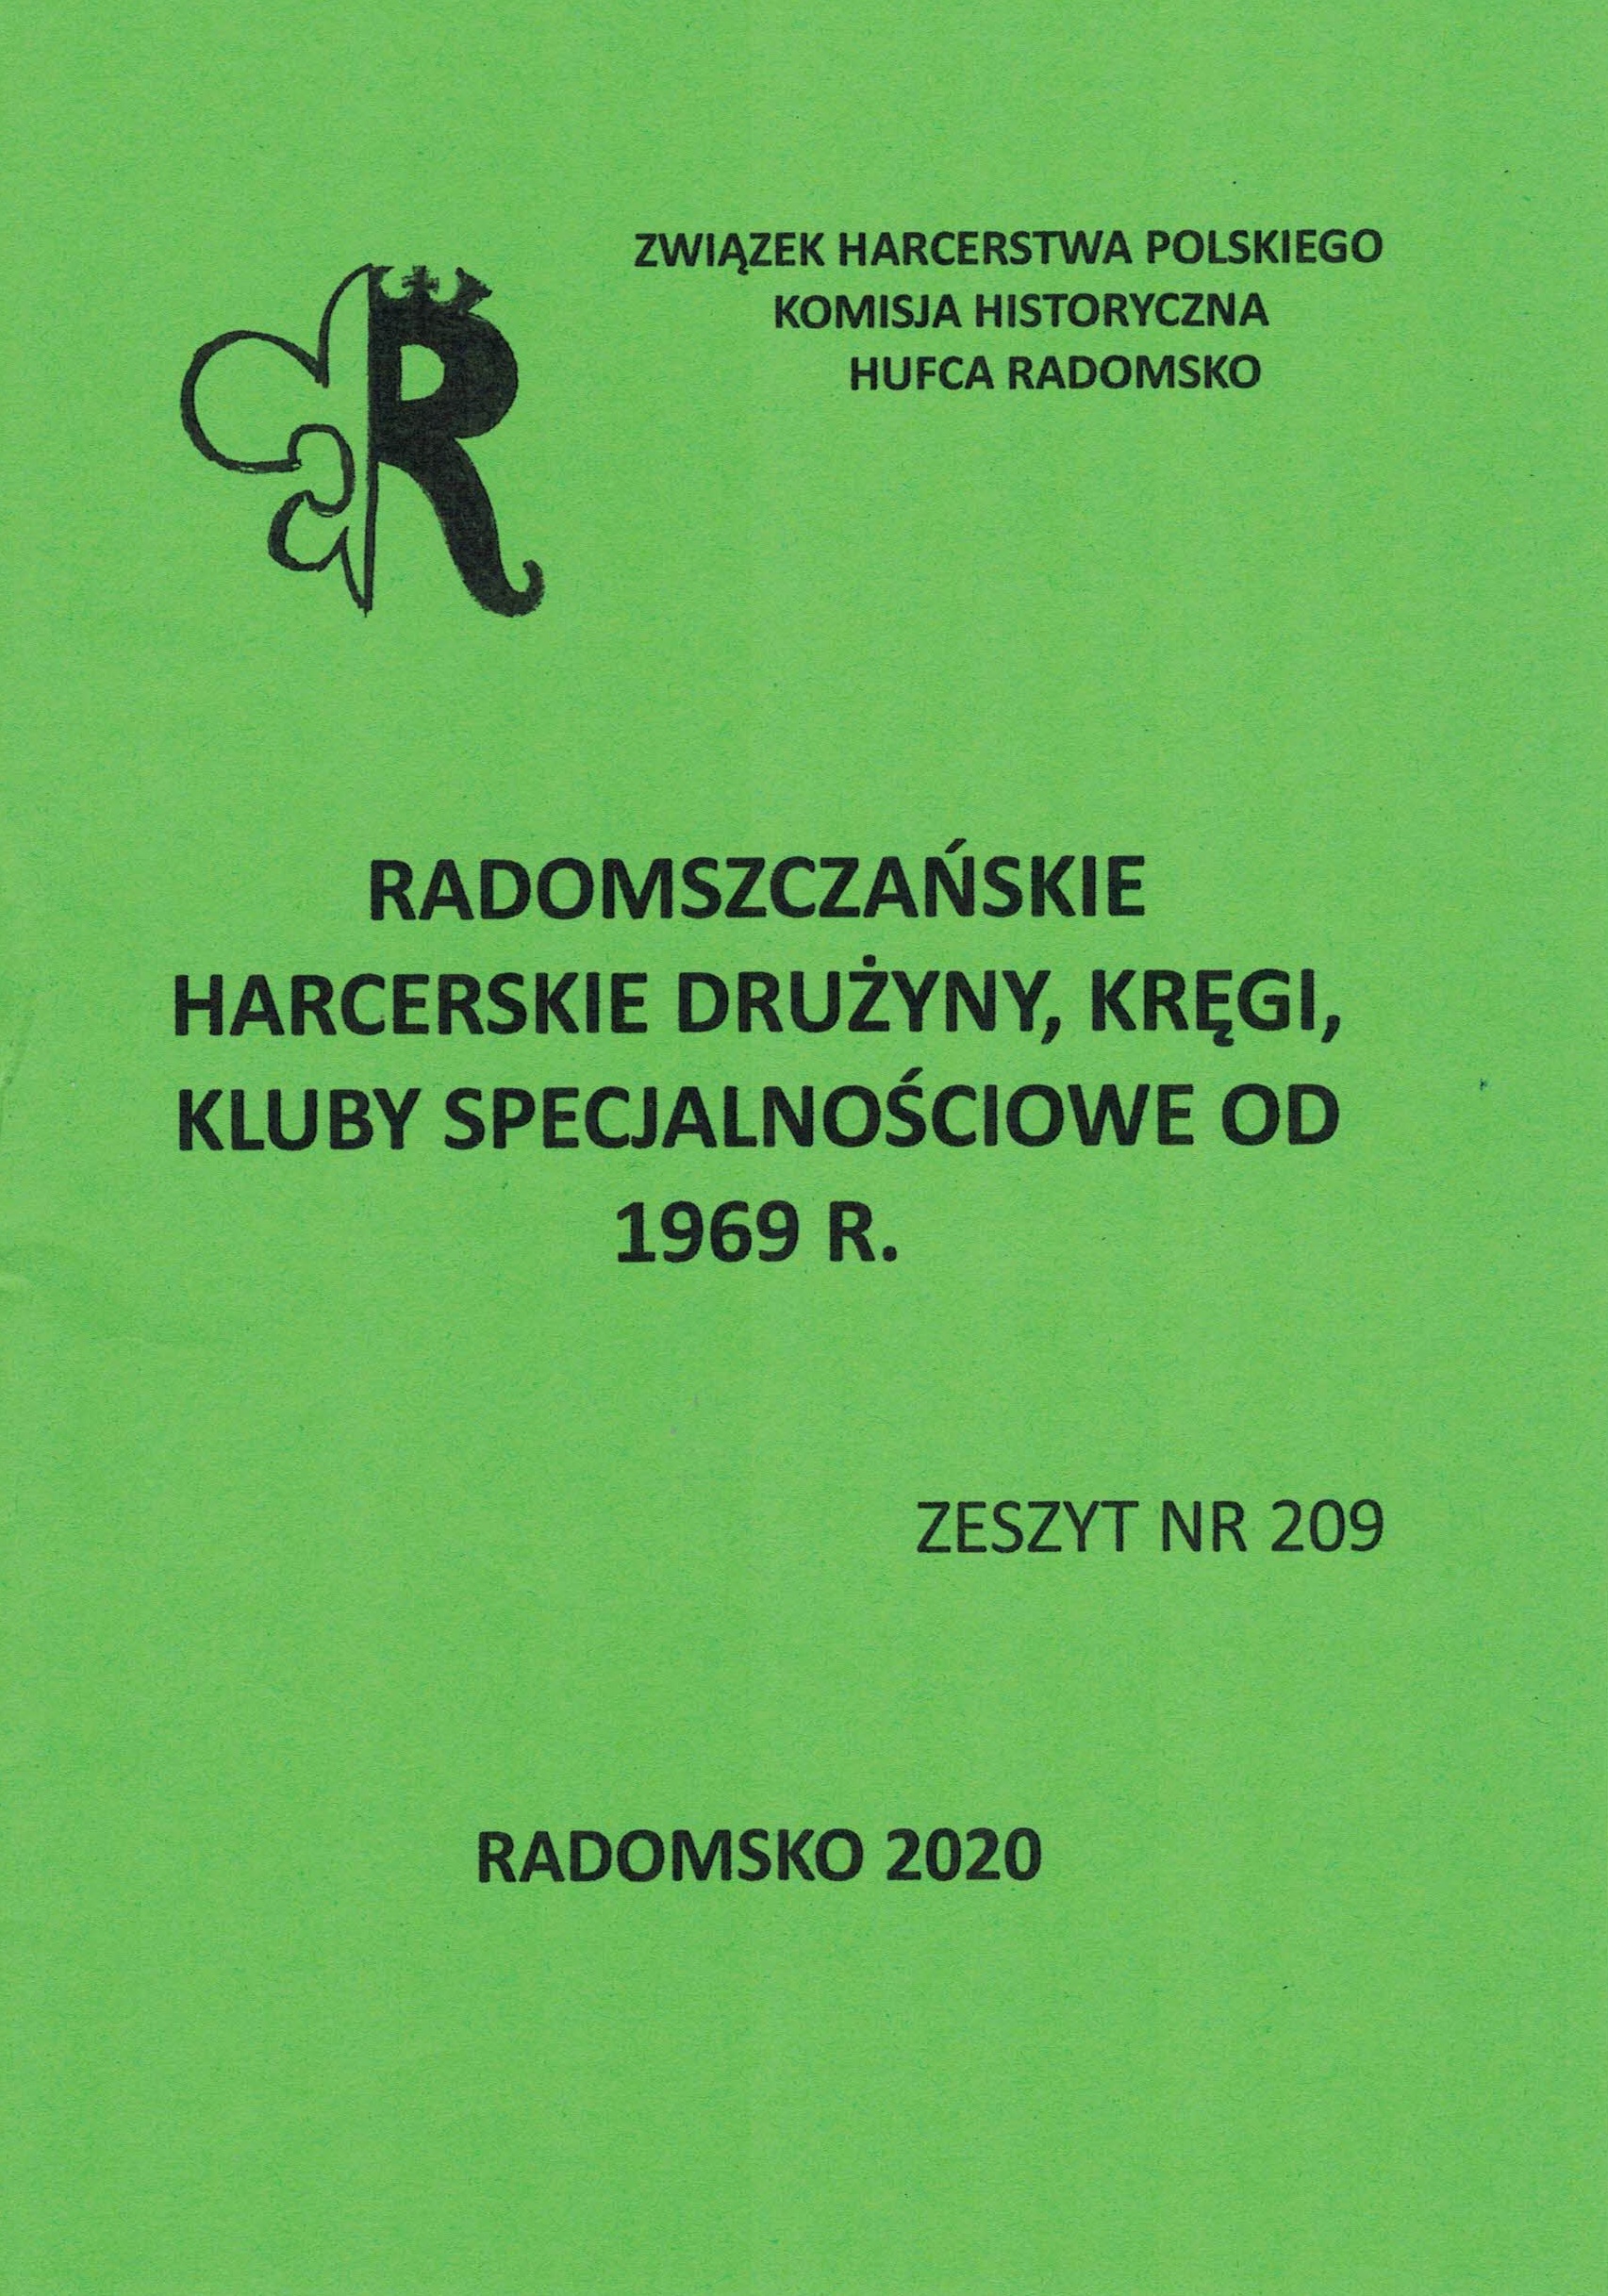 ZWIĄZEK HARCERSTWA POLSKIEGO
KOMISJA HISTORYCZNA
HUFCA RADOMSKO
R
RADOMSZCZAŃSKIE
HARCERSKIE DRUŻYNY, KRĘGI,
KLUBY SPECJALNOŚCIOWE OD
1969 R.
ZESZYT NR 209
RADOMSKO 2020